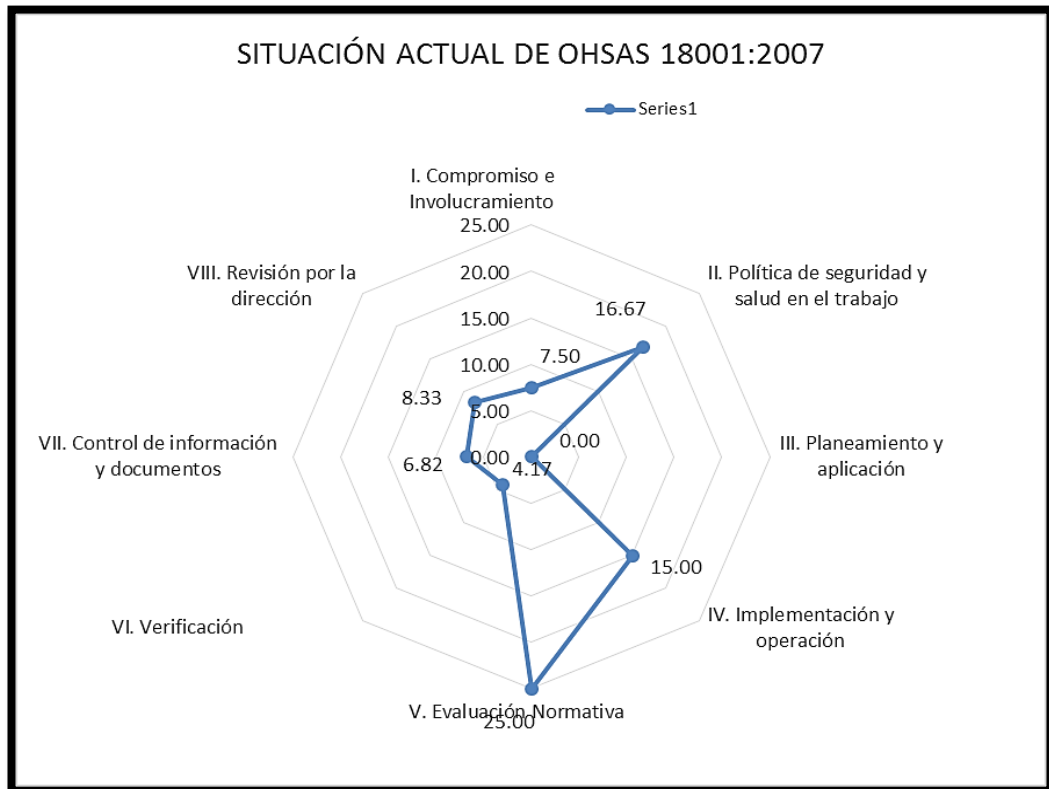 SITUACIÓN ACTUAL DE OHSAS 18001:2007
Series1
I. Compromiso e
Involucramiento
25.00
20.00
15.00
10.00
5.00
0.00
II. Política de seguridad y
salud en el trabajo
III. Planeamiento y
aplicación
IV. Implementación y
operación
V. Evaluación Normativa
VI. Verificación
VII. Control de información
y documentos
VIII. Revisión por la
dirección
7.50
16.67
0.00
15.00
25.00
4.17
6.82
8.33